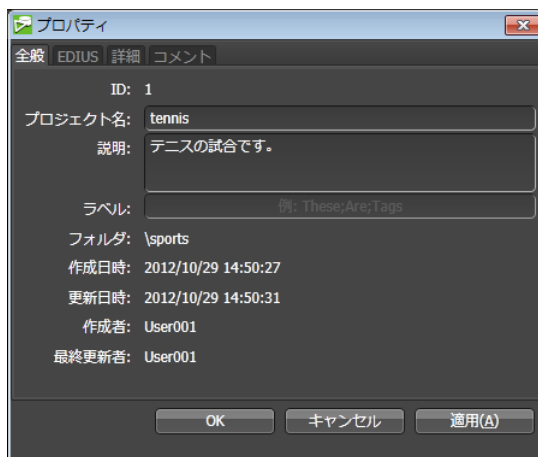 プロパティ
全般 EDIUS 詳細 コメント
ID: 1
プロジェクト名: tennis
説明: テニスの試合です。
ラベル: 例: These;Are;Tags
フォルダ: \sports
作成日時: 2012/10/29 14:50:27
更新日時: 2012/10/29 14:50:31
作成者: User001
最終更新者: User001
OK キャンセル 適用(A)